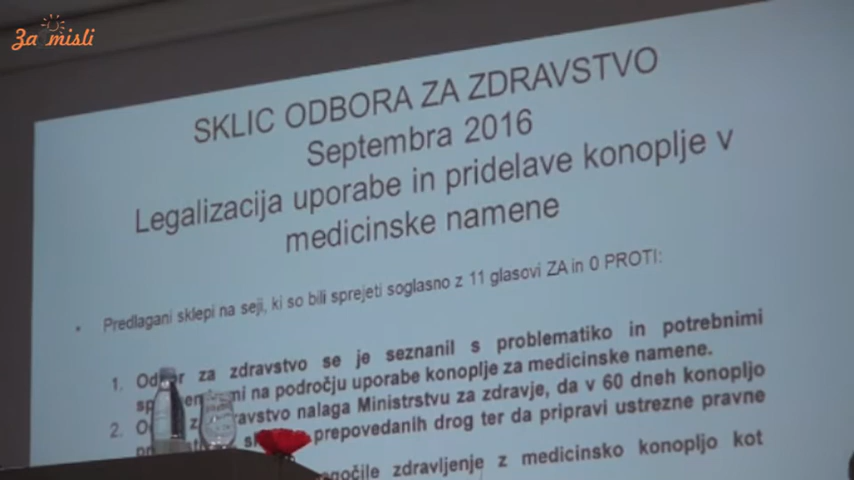 Za misli
SKLIC ODBORA ZA ZDRAVSTVO
Septembra 2016
Legalizacija uporabe in pridelave konoplje v
medicinske namene
• Predlagani sklepi na seji, ki so bili sprejeti soglasno z 11 glasovi ZA in 0 PROTI:
1. za zdravstvo se je seznanil s problematiko in potrebnimi
na področju uporabe konoplje za medicinske namene.
2. nalaga Ministrstvu za zdravje, da v 60 dneh konopljo
prepovedanih drog ter da pripravi ustrezne pravne
zdravljenje z medicinsko konopljo kot